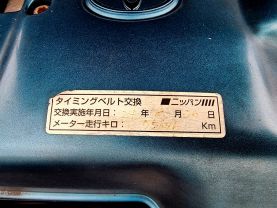 タイミングベルト交換 ニッパン
交換実施年月日： 年 月 日
メーター走行キロ： Km